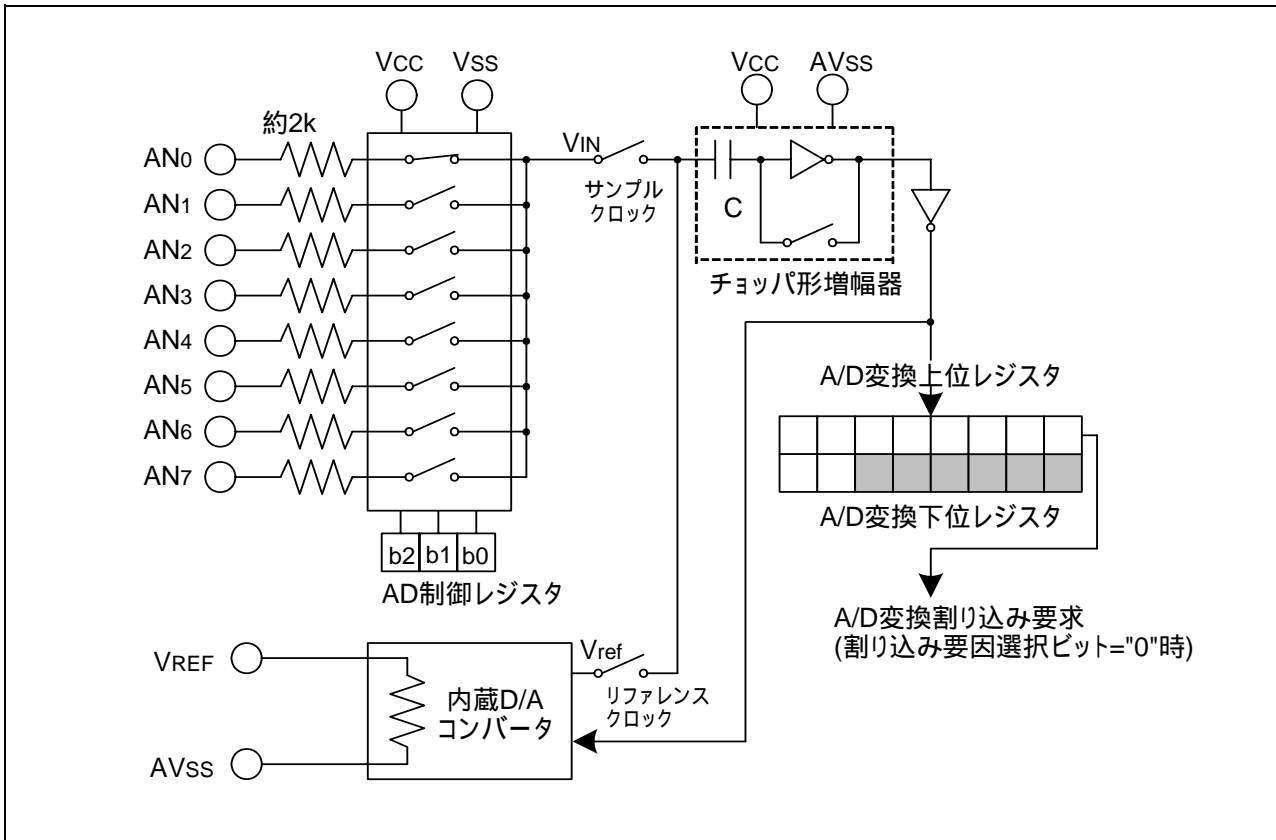 VCC
VSS
VCC
AVSS
約2k
AN0
AN1
AN2
AN3
AN4
AN5
AN6
AN7
VIN
サンプル
クロック
C
チョッパ形増幅器
A/D変換上位レジスタ
A/D変換下位レジスタ
b2 b1 b0
AD制御レジスタ
A/D変換割り込み要求
(割り込み要因選択ビット="0"時)
VREF
AVSS
内蔵D/A
コンバータ
Vref
リファレンス
クロック